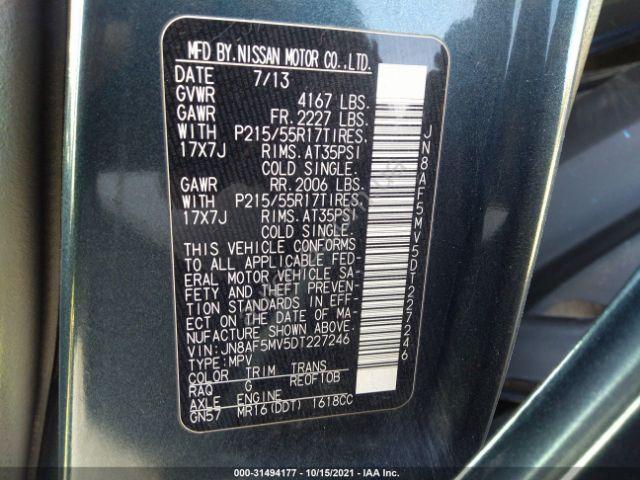 MFD BY.NISSAN MOTOR CO.,LTD.
DATE 7/13
GVWR 4167 LBS.
GAWR FR. 2227 LBS.
WITH P215/55R17TIRES,
17X7J RIMS. AT35PSI
COLD SINGLE.
GAWR RR. 2006 LBS.
WITH P215/55R17TIRES,
17X7J RIMS. AT35PSI
COLD SINGLE.
THIS VEHICLE CONFORMS
TO ALL APPLICABLE FED-
ERAL MOTOR VEHICLE SA-
FETY AND THEFT PREVEN-
TION STANDARDS IN EFF-
ECT ON THE DATE OF MA-
NUFACTURE SHOWN ABOVE.
VIN:JN8AF5MV5DT227246
TYPE:MPV
COLOR TRIM TRANS
RAQ G RE0F10B
AXLE ENGINE
GN57 MR16(DDT) 1618CC
JN8AF5MV5DT227246
000-31494177 - 10/15/2021 - IAA Inc.